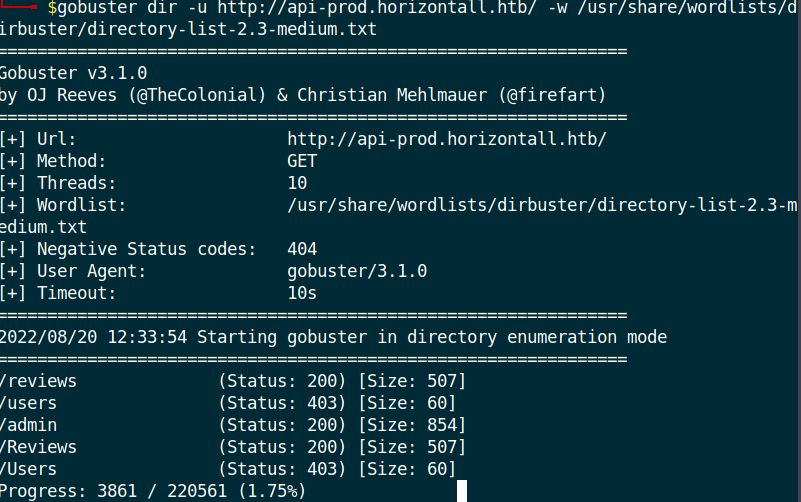 $gobuster dir -u http://api-prod.horizontall.htb/ -w /usr/share/wordlists/d
irbuster/directory-list-2.3-medium.txt
===============================================================
Gobuster v3.1.0
by OJ Reeves (@TheColonial) & Christian Mehlmauer (@firefart)
===============================================================
[+] Url:                     http://api-prod.horizontall.htb/
[+] Method:                  GET
[+] Threads:                 10
[+] Wordlist:                /usr/share/wordlists/dirbuster/directory-list-2.3-m
edium.txt
[+] Negative Status codes:   404
[+] User Agent:              gobuster/3.1.0
[+] Timeout:                 10s
===============================================================
2022/08/20 12:33:54 Starting gobuster in directory enumeration mode
===============================================================
/reviews              (Status: 200) [Size: 507]
/users                (Status: 403) [Size: 60]
/admin                (Status: 200) [Size: 854]
/Reviews              (Status: 200) [Size: 507]
/Users                (Status: 403) [Size: 60]
Progress: 3861 / 220561 (1.75%)